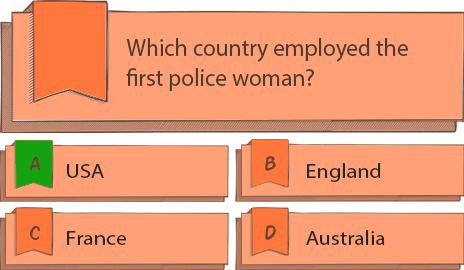 Which country employed the
first police woman?
A USA
B England
C France
D Australia